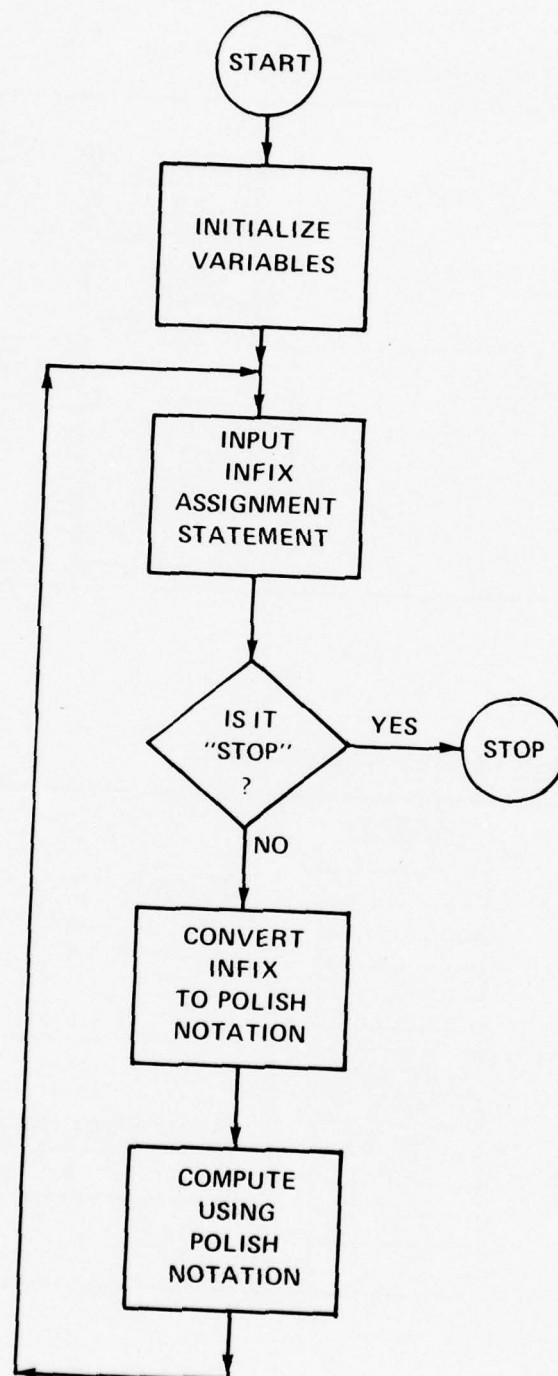 START
INITIALIZE
VARIABLES
INPUT
INFIX
ASSIGNMENT
STATEMENT
IS IT
"STOP"
?
YES
STOP
NO
CONVERT
INFIX
TO POLISH
NOTATION
COMPUTE
USING
POLISH
NOTATION